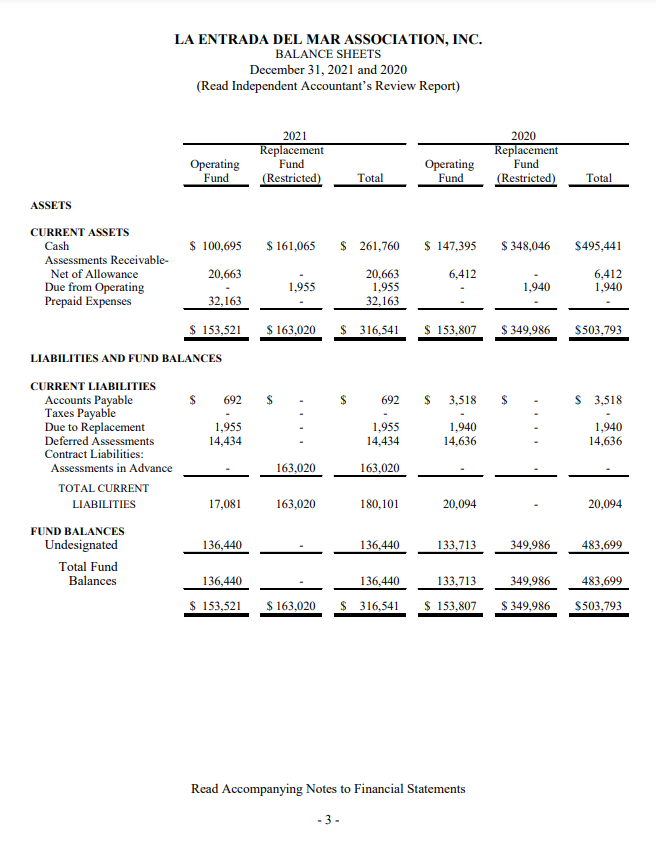 LA ENTRADA DEL MAR ASSOCIATION, INC.
BALANCE SHEETS
December 31, 2021 and 2020
(Read Independent Accountant's Review Report)
2021 2020
Replacement Replacement
Operating Fund Operating Fund
Fund (Restricted) Total Fund (Restricted) Total
ASSETS
CURRENT ASSETS
Cash $ 100,695 $ 161,065 $ 261,760 $ 147,395 $ 348,046 $495,441
Assessments Receivable-
Net of Allowance 20,663 - 20,663 6,412 - 6,412
Due from Operating - 1,955 1,955 - 1,940 1,940
Prepaid Expenses 32,163 - 32,163 - - -
$ 153,521 $ 163,020 $ 316,541 $ 153,807 $ 349,986 $503,793
LIABILITIES AND FUND BALANCES
CURRENT LIABILITIES
Accounts Payable $ 692 $ - $ 692 $ 3,518 $ - $ 3,518
Taxes Payable - - - - - -
Due to Replacement 1,955 - 1,955 1,940 - 1,940
Deferred Assessments 14,434 - 14,434 14,636 - 14,636
Contract Liabilities:
Assessments in Advance - 163,020 163,020 - - -
TOTAL CURRENT
LIABILITIES 17,081 163,020 180,101 20,094 - 20,094
FUND BALANCES
Undesignated 136,440 - 136,440 133,713 349,986 483,699
Total Fund
Balances 136,440 - 136,440 133,713 349,986 483,699
$ 153,521 $ 163,020 $ 316,541 $ 153,807 $ 349,986 $503,793
Read Accompanying Notes to Financial Statements
- 3 -